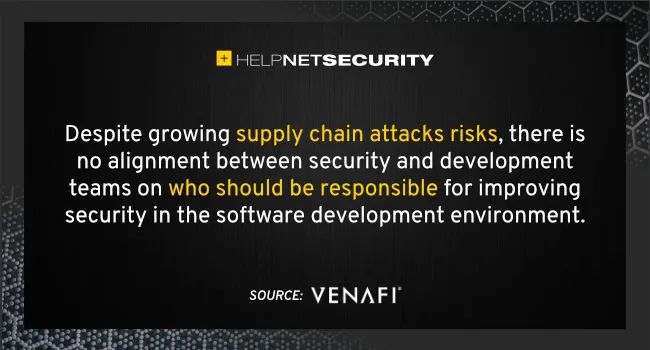 HELPNETSECURITY
Despite growing supply chain attacks risks, there is
no alignment between security and development
teams on who should be responsible for improving
security in the software development environment.
SOURCE: VENAFI®